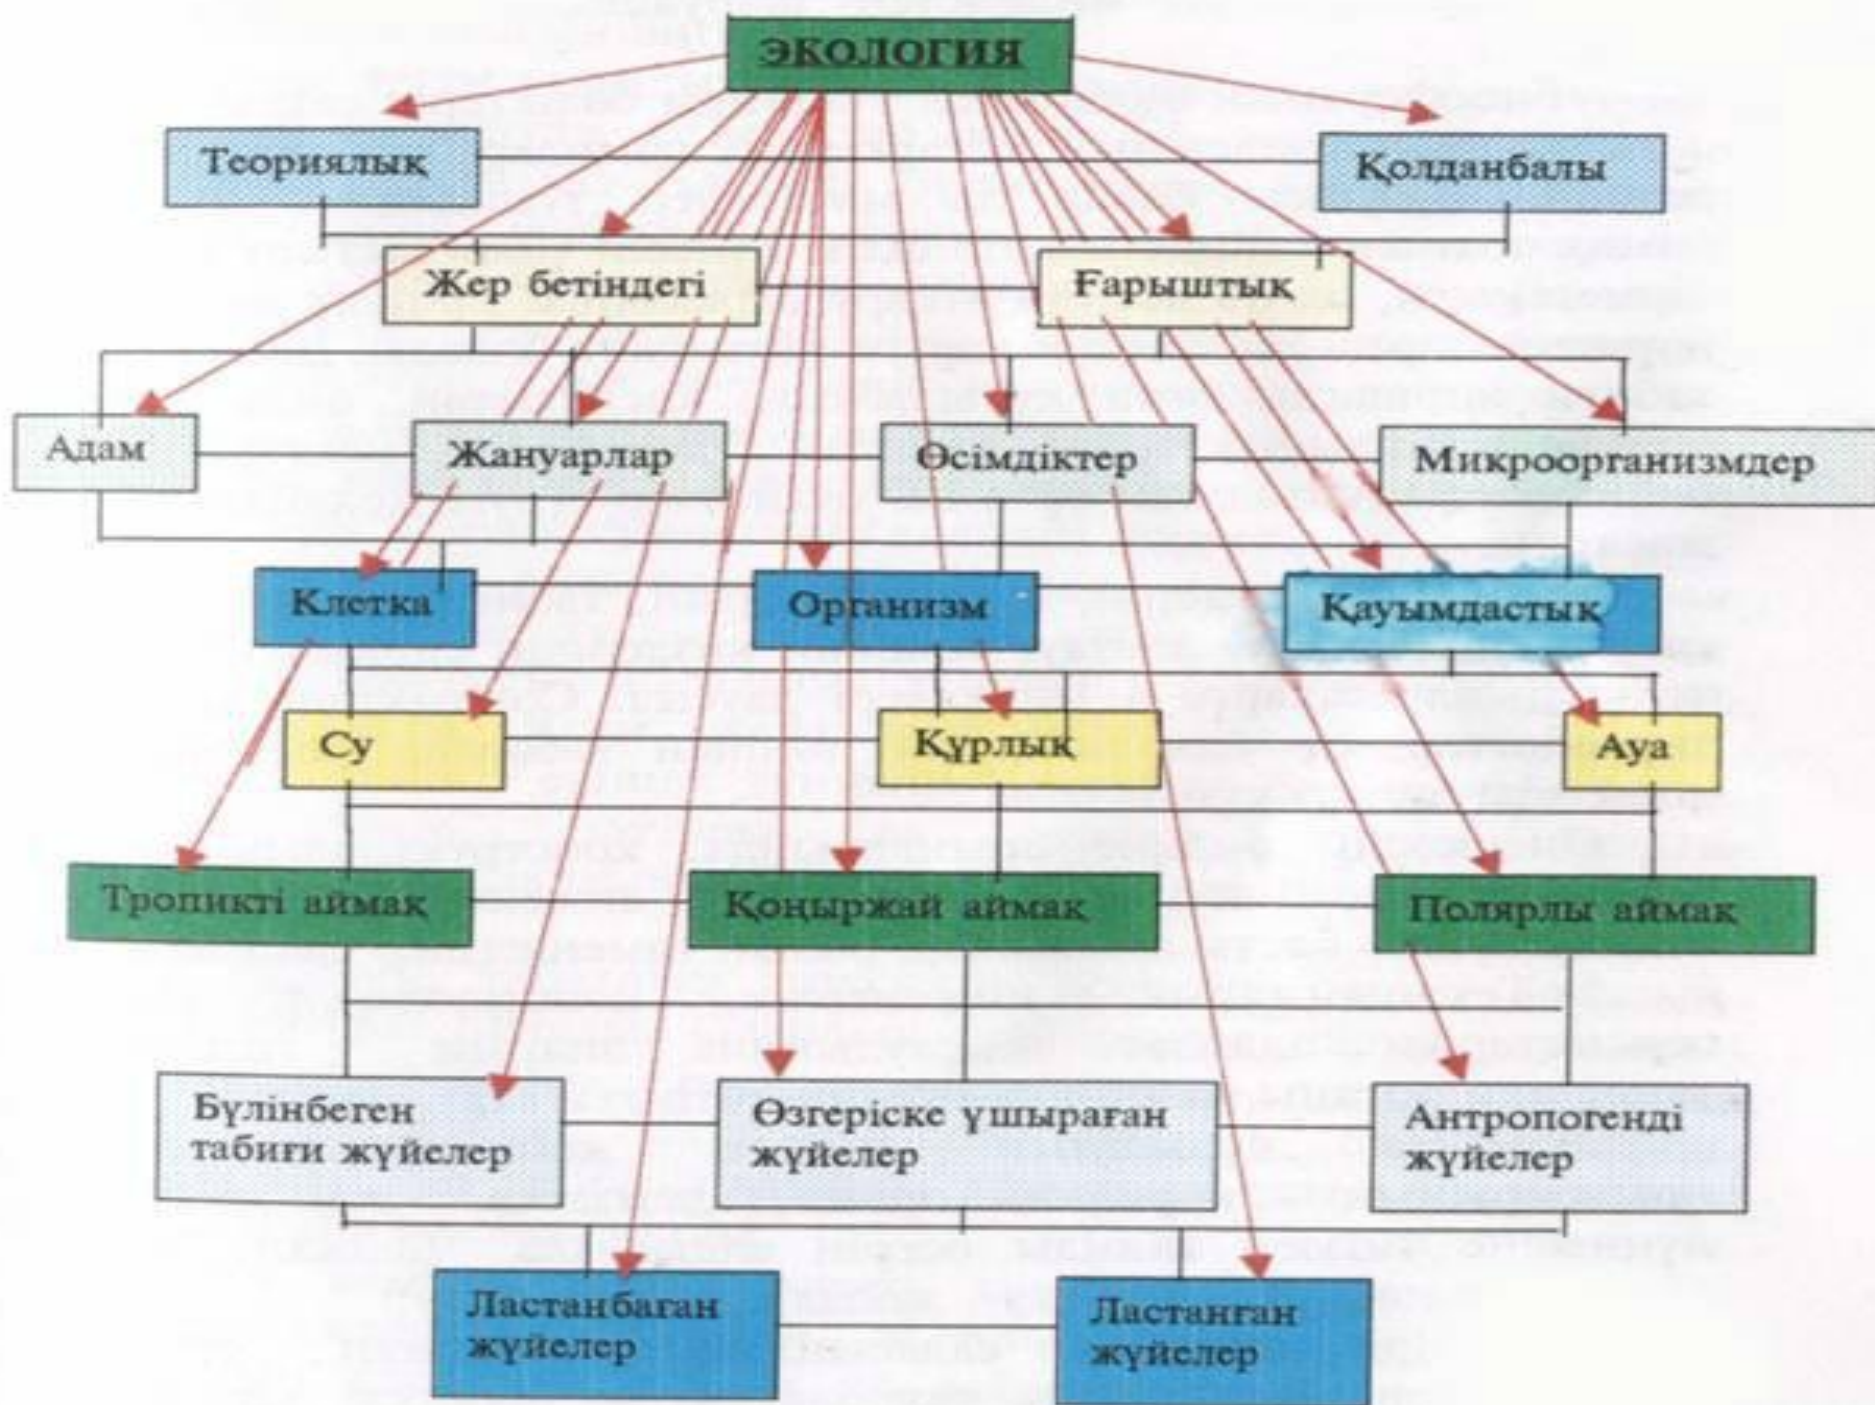 ЭКОЛОГИЯ
Теориялық
Қолданбалы
Жер бетіндегі
Ғарыштық
Адам
Жануарлар
Өсімдіктер
Микроорганизмдер
Клетка
Организм
Қауымдастық
Су
Құрлық
Ауа
Тропикті аймақ
Қоңыржай аймақ
Полярлы аймақ
Бүлінбеген
табиғи жүйелер
Өзгеріске ұшыраған
жүйелер
Антропогенді
жүйелер
Ластанбаған
жүйелер
Ластанған
жүйелер